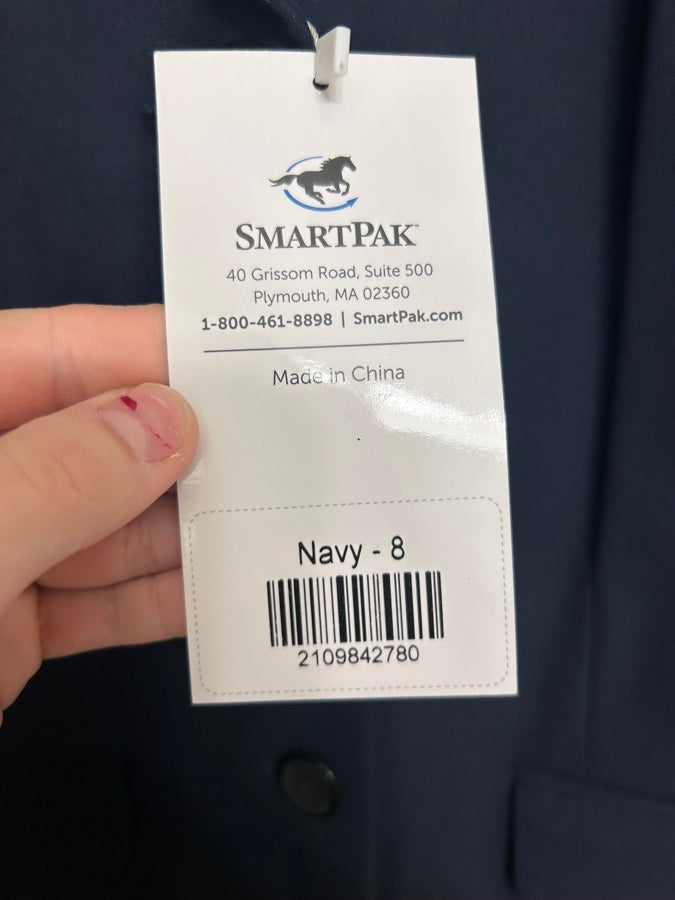 SMARTPAK™
40 Grissom Road, Suite 500
Plymouth, MA 02360
1-800-461-8898 | SmartPak.com
Made in China
Navy - 8
2109842780